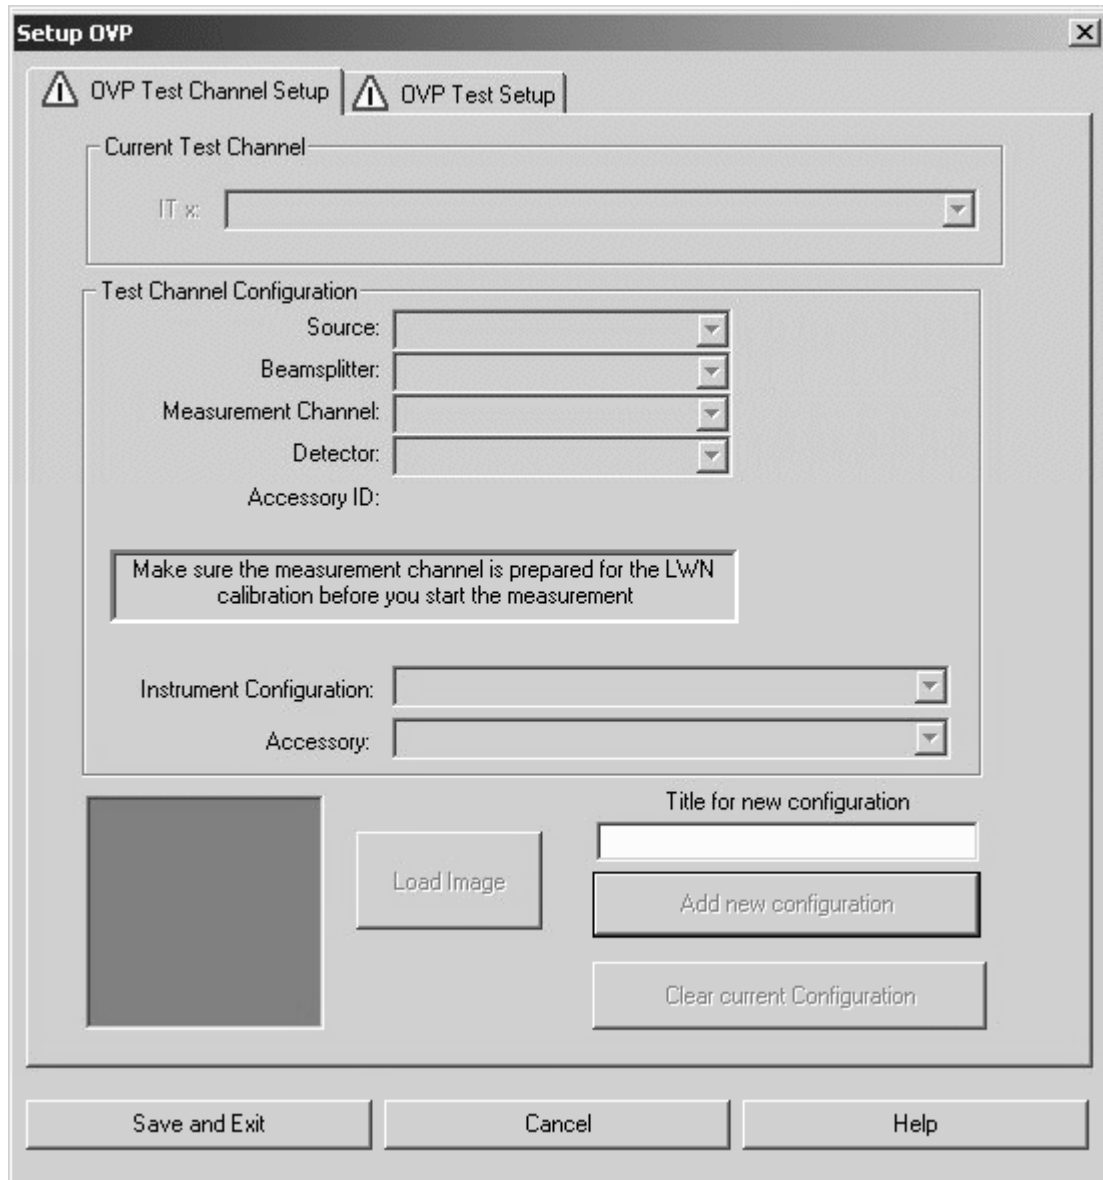 Setup OVP
OVP Test Channel Setup
OVP Test Setup
Current Test Channel
IT x:
Test Channel Configuration
Source:
Beamsplitter:
Measurement Channel:
Detector:
Accessory ID:
Make sure the measurement channel is prepared for the LWN
calibration before you start the measurement
Instrument Configuration:
Accessory:
Title for new configuration
Load Image
Add new configuration
Clear current Configuration
Save and Exit
Cancel
Help